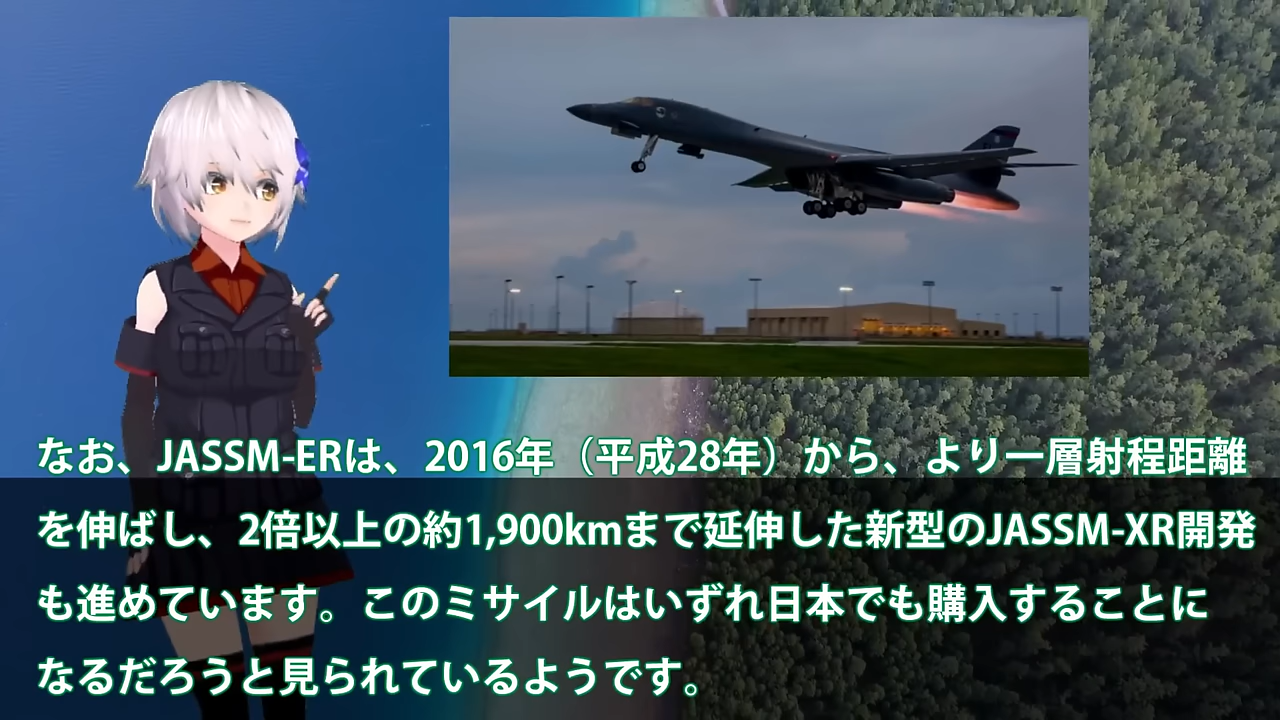 なお、JASSM-ERは、2016年（平成28年）から、より一層射程距離
を伸ばし、2倍以上の約1,900kmまで延伸した新型のJASSM-XR開発
も進めています。このミサイルはいずれ日本でも購入することに
なるだろうと見られているようです。